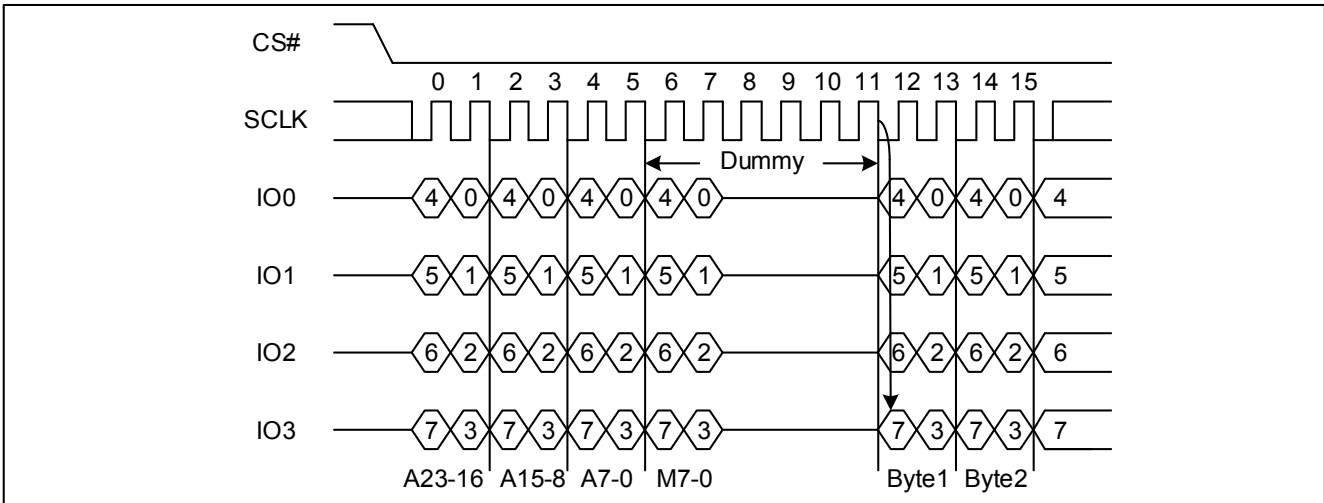 CS#
0 1 2 3 4 5 6 7 8 9 10 11 12 13 14 15
SCLK
Dummy
IO0 4 0 4 0 4 0 4 0 4 0 4 0 4
IO1 5 1 5 1 5 1 5 1 5 1 5 1 5
IO2 6 2 6 2 6 2 6 2 6 2 6 2 6
IO3 7 3 7 3 7 3 7 3 7 3 7 3 7
A23-16 A15-8 A7-0 M7-0 Byte1 Byte2